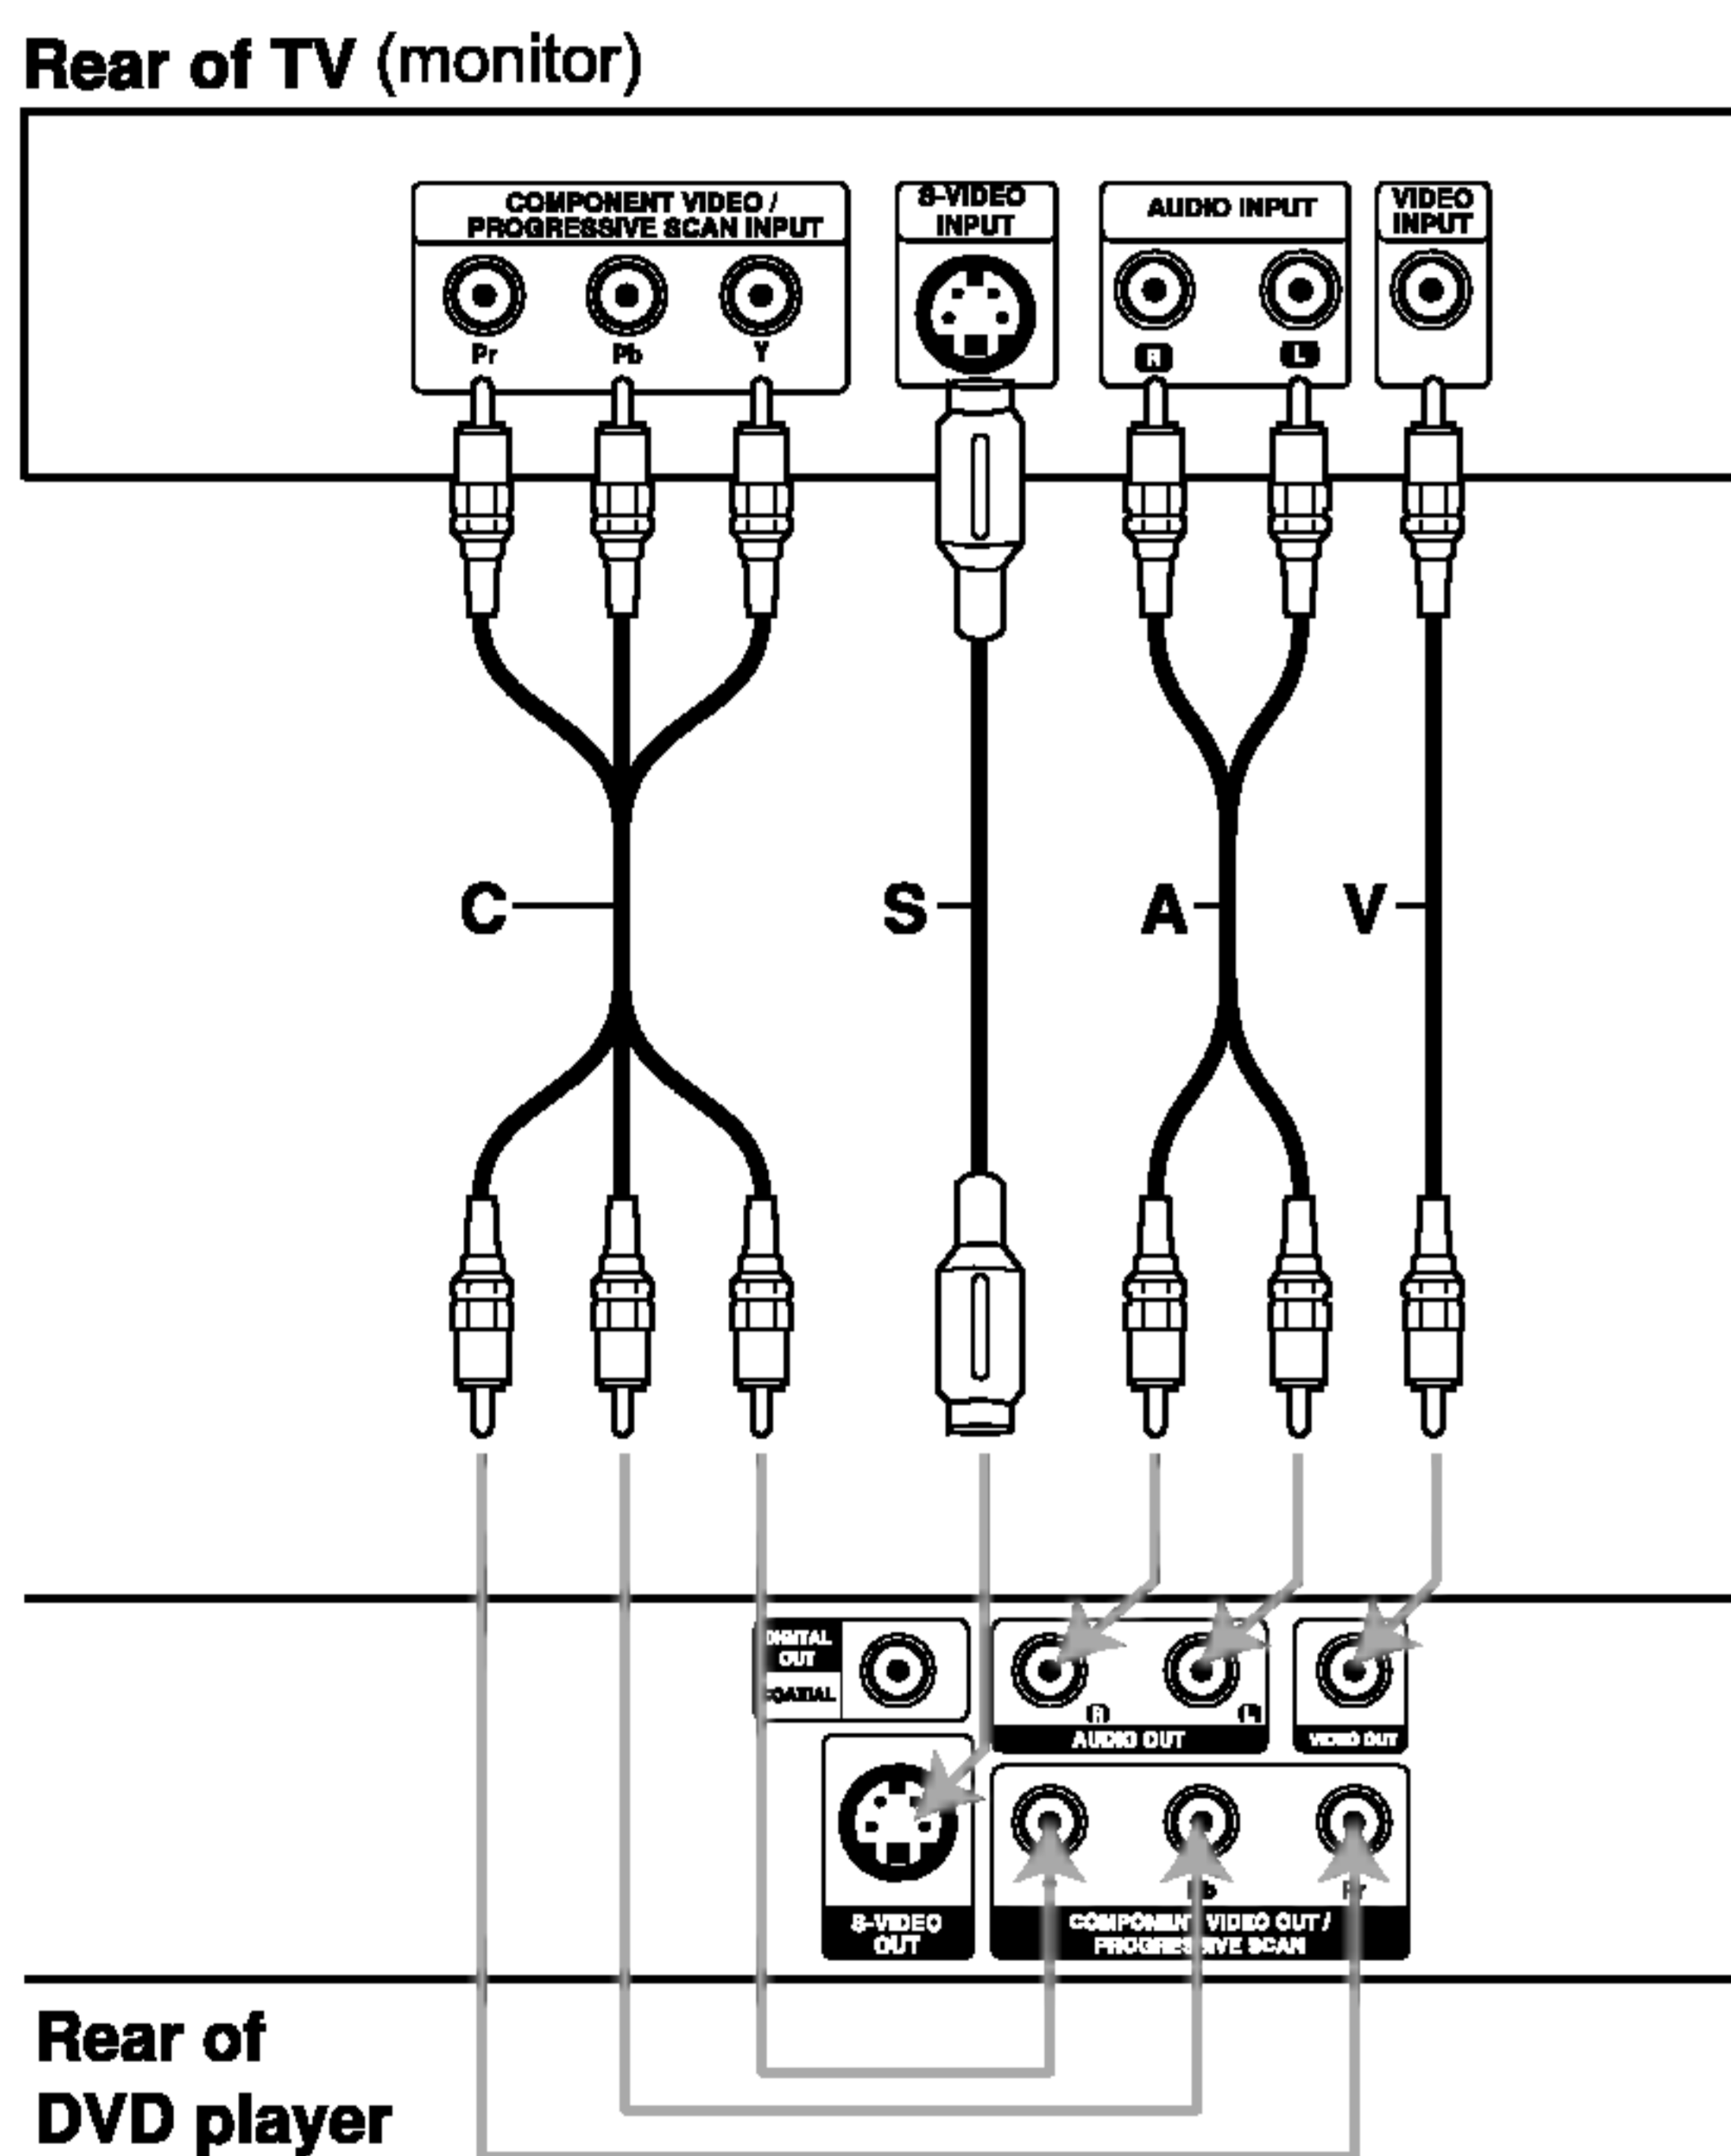 Rear of TV (monitor)
COMPONENT VIDEO /
PROGRESSIVE SCAN INPUT
S-VIDEO
INPUT
AUDIO INPUT
VIDEO
INPUT
Pr Pb Y
R L
C S A V
DIGITAL
OUT
COAXIAL
R L
AUDIO OUT
VIDEO OUT
Pb Pr
S-VIDEO
OUT
COMPONENT VIDEO OUT /
PROGRESSIVE SCAN
Rear of
DVD player